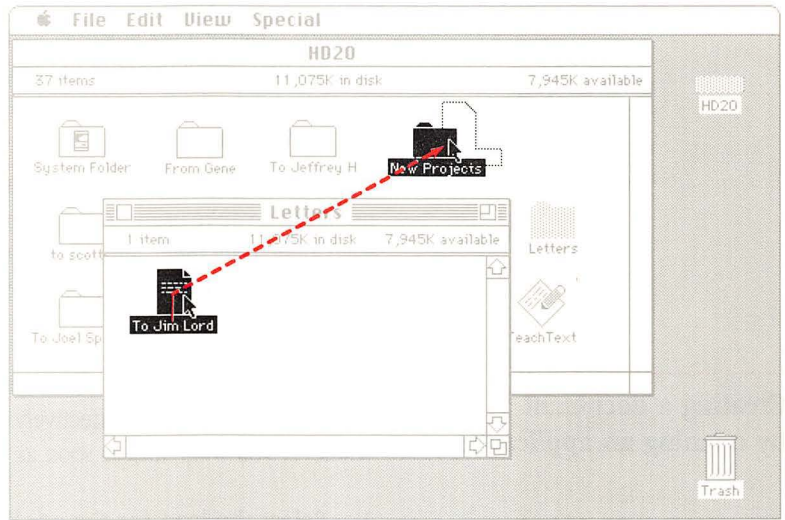 File Edit View Special
HD20
37 items 11,075K in disk 7,945K available
HD20
System Folder From Gene To Jeffrey H New Projects
Letters
1 item 11,075K in disk 7,945K available
to scott
Letters
To Jim Lord
To Joel Sp
TeachText
Trash